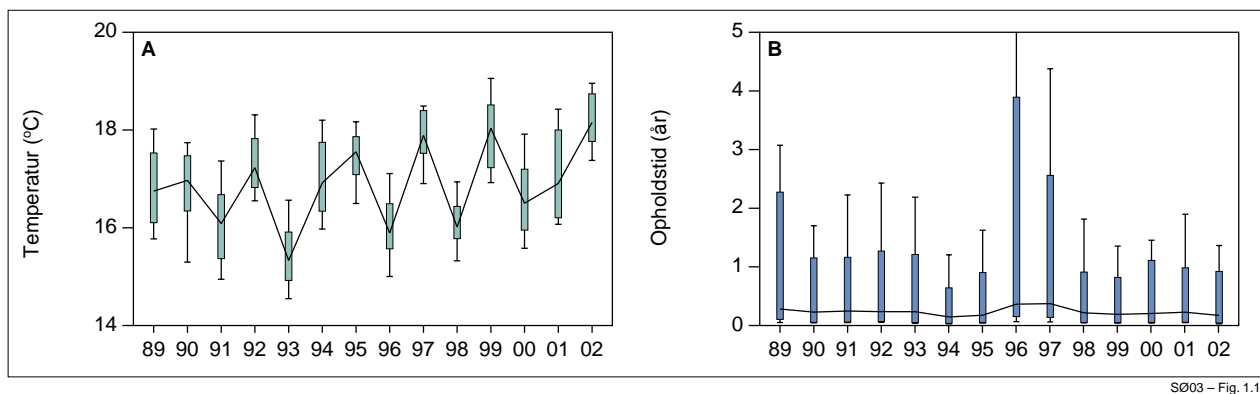 A
Temperatur (°C)
20
18
16
14
89 90 91 92 93 94 95 96 97 98 99 00 01 02
B
Opholdstid (år)
5
4
3
2
1
0
89 90 91 92 93 94 95 96 97 98 99 00 01 02
SØ03 – Fig. 1.1